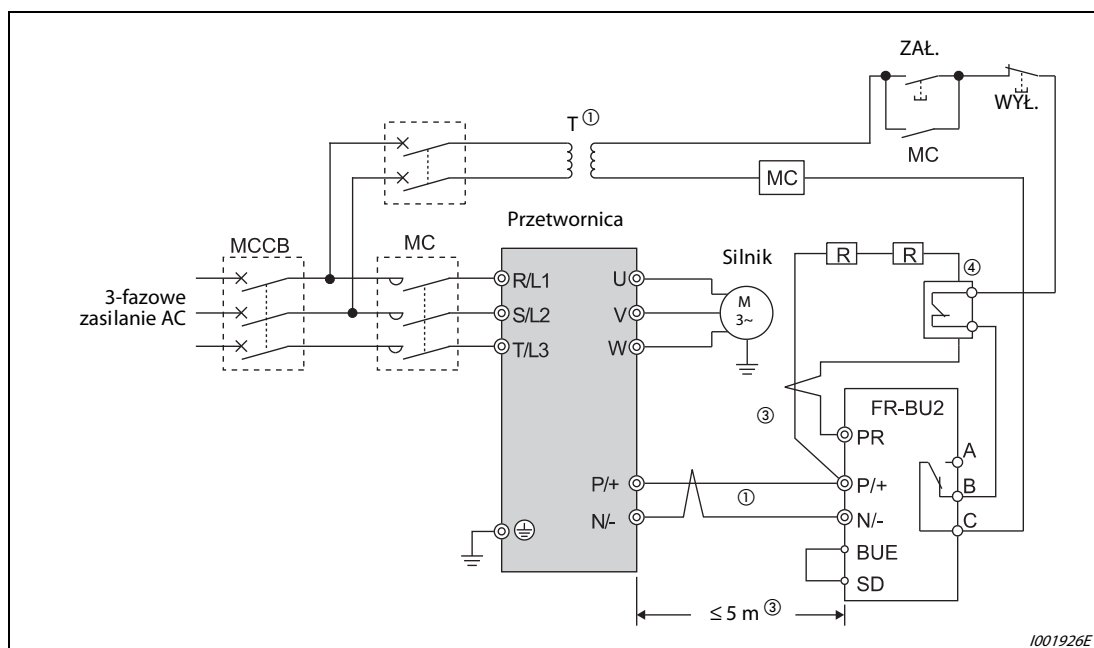 ZAŁ.
WYŁ.
MC
T ①
MC
Przetwornica
MCCB
MC
Silnik
R
R
④
3-fazowe
zasilanie AC
R/L1
S/L2
T/L3
U
V
W
M
3~
③
FR-BU2
PR
A
P/+
①
P/+
B
N/-
N/-
C
BUE
SD
≤ 5 m ③
I001926E